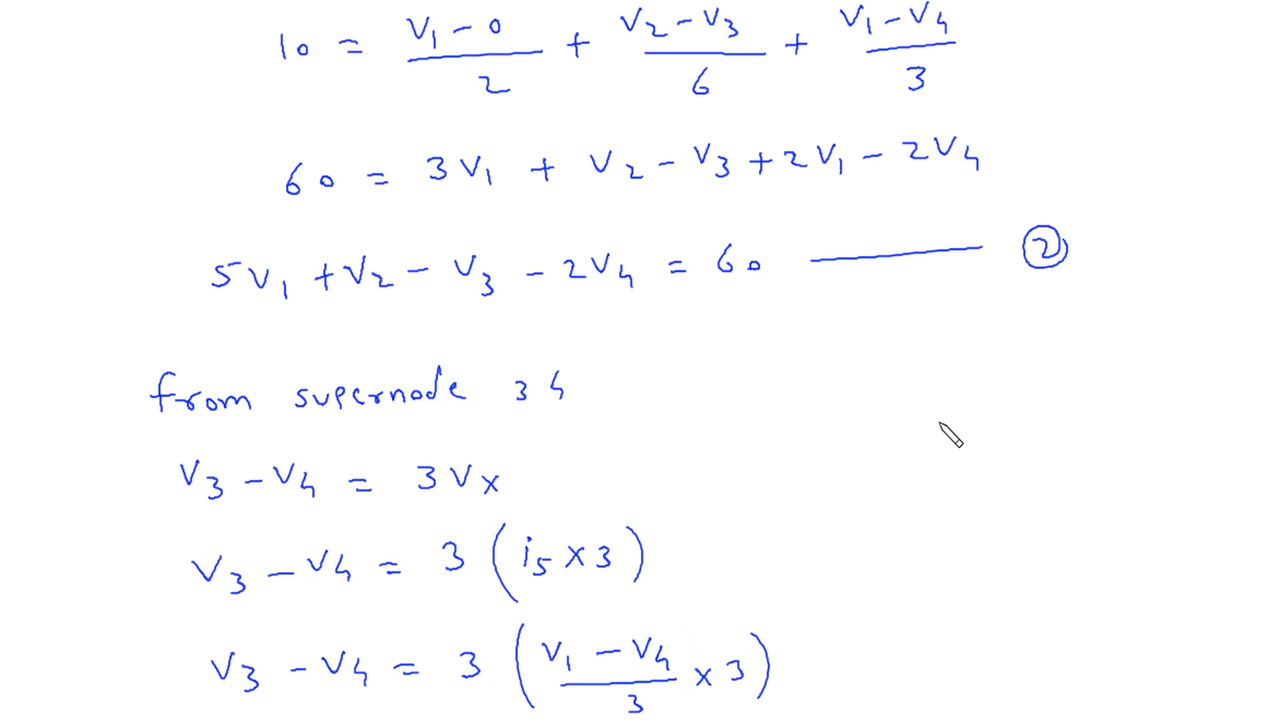 10 = (V1 - 0)/2 + (V2 - V3)/6 + (V1 - V4)/3
60 = 3V1 + V2 - V3 + 2V1 - 2V4
5V1 + V2 - V3 - 2V4 = 60 ——— ②
from supernode 34
V3 - V4 = 3Vx
V3 - V4 = 3 (i5 × 3)
V3 - V4 = 3 ((V1 - V4)/3 × 3)